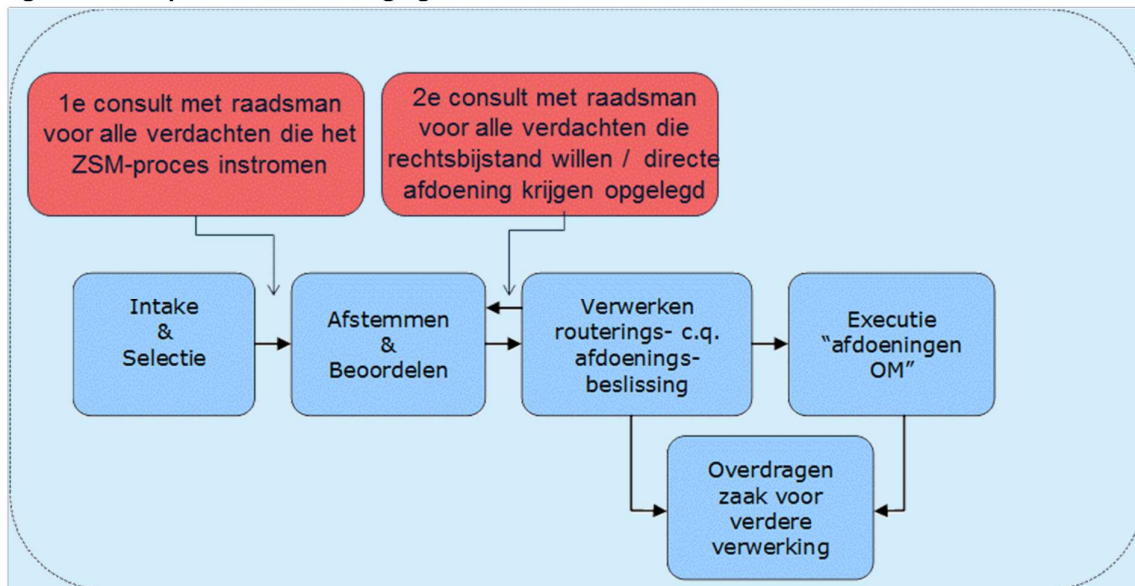 1e consult met raadsman
voor alle verdachten die het
ZSM-proces instromen
2e consult met raadsman
voor alle verdachten die
rechtsbijstand willen / directe
afdoening krijgen opgelegd
Intake
&
Selectie
Afstemmen
&
Beoordelen
Verwerken
routerings- c.q.
afdoenings-
beslissing
Executie
“afdoeningen
OM”
Overdragen
zaak voor
verdere
verwerking